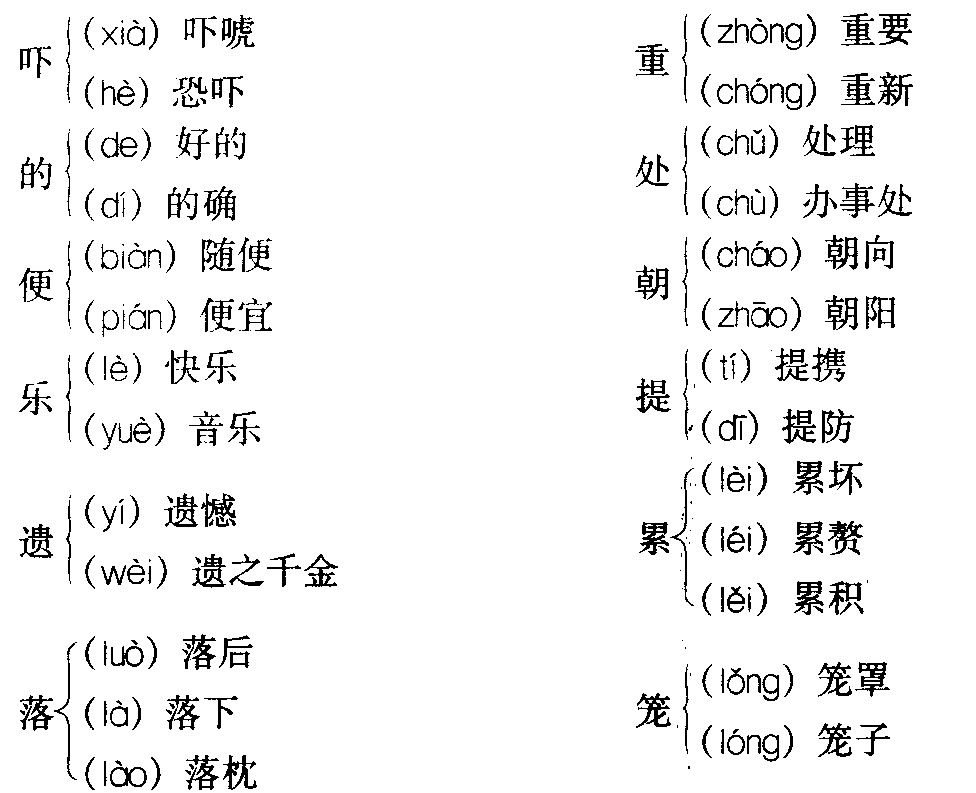 吓 (xià) 吓唬
(hè) 恐吓
的 (de) 好的
(dí) 的确
便 (biàn) 随便
(pián) 便宜
乐 (lè) 快乐
(yuè) 音乐
遗 (yí) 遗憾
(wèi) 遗之千金
落 (luò) 落后
(là) 落下
(lào) 落枕
重 (zhòng) 重要
(chóng) 重新
处 (chǔ) 处理
(chù) 办事处
朝 (cháo) 朝向
(zhāo) 朝阳
提 (tí) 提携
(dī) 提防
累 (lèi) 累坏
(léi) 累赘
(lěi) 累积
笼 (lǒng) 笼罩
(lóng) 笼子